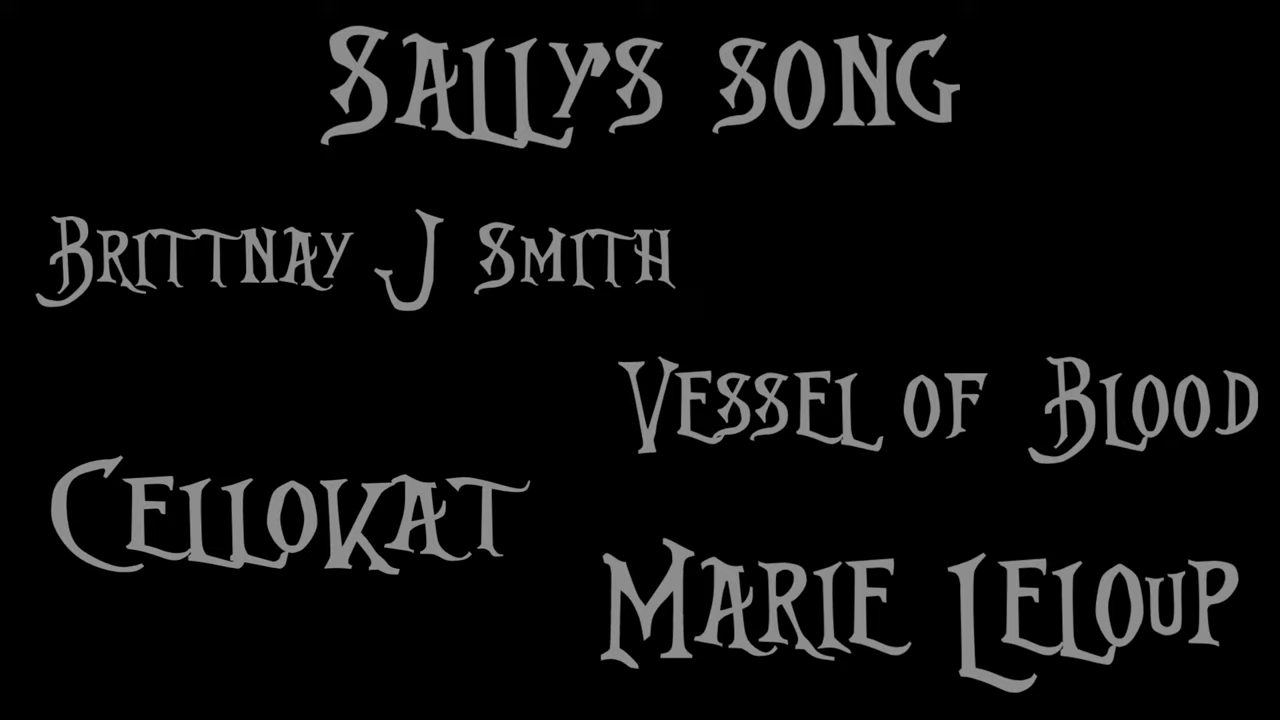 Sally's song
Brittnay J Smith
Vessel of Blood
Cellokat
Marie Leloup